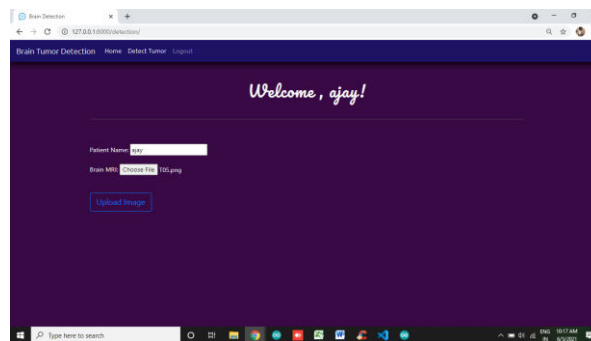 Brain Detection
127.0.0.1:8000/detection/
Brain Tumor Detection Home Detect Tumor Logout
Welcome, ajay!
Patient Name: ajay
Brain MRI: Choose File T05.png
Upload Image
Type here to search
ENG 10:17 AM
IN 6/5/2021